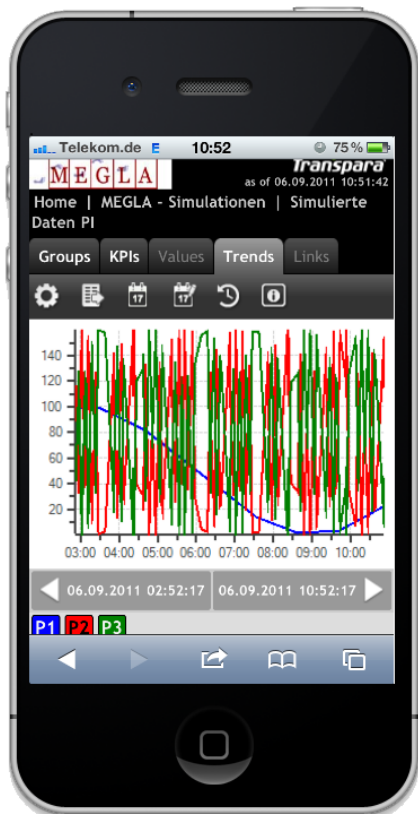 Telekom.de E 10:52 75%
MEGLA Transpara
as of 06.09.2011 10:51:42
Home | MEGLA - Simulationen | Simulierte
Daten PI
Groups KPIs Values Trends Links
17 17
140
120
100
80
60
40
20
03:00 04:00 05:00 06:00 07:00 08:00 09:00 10:00
06.09.2011 02:52:17 06.09.2011 10:52:17
P1 P2 P3